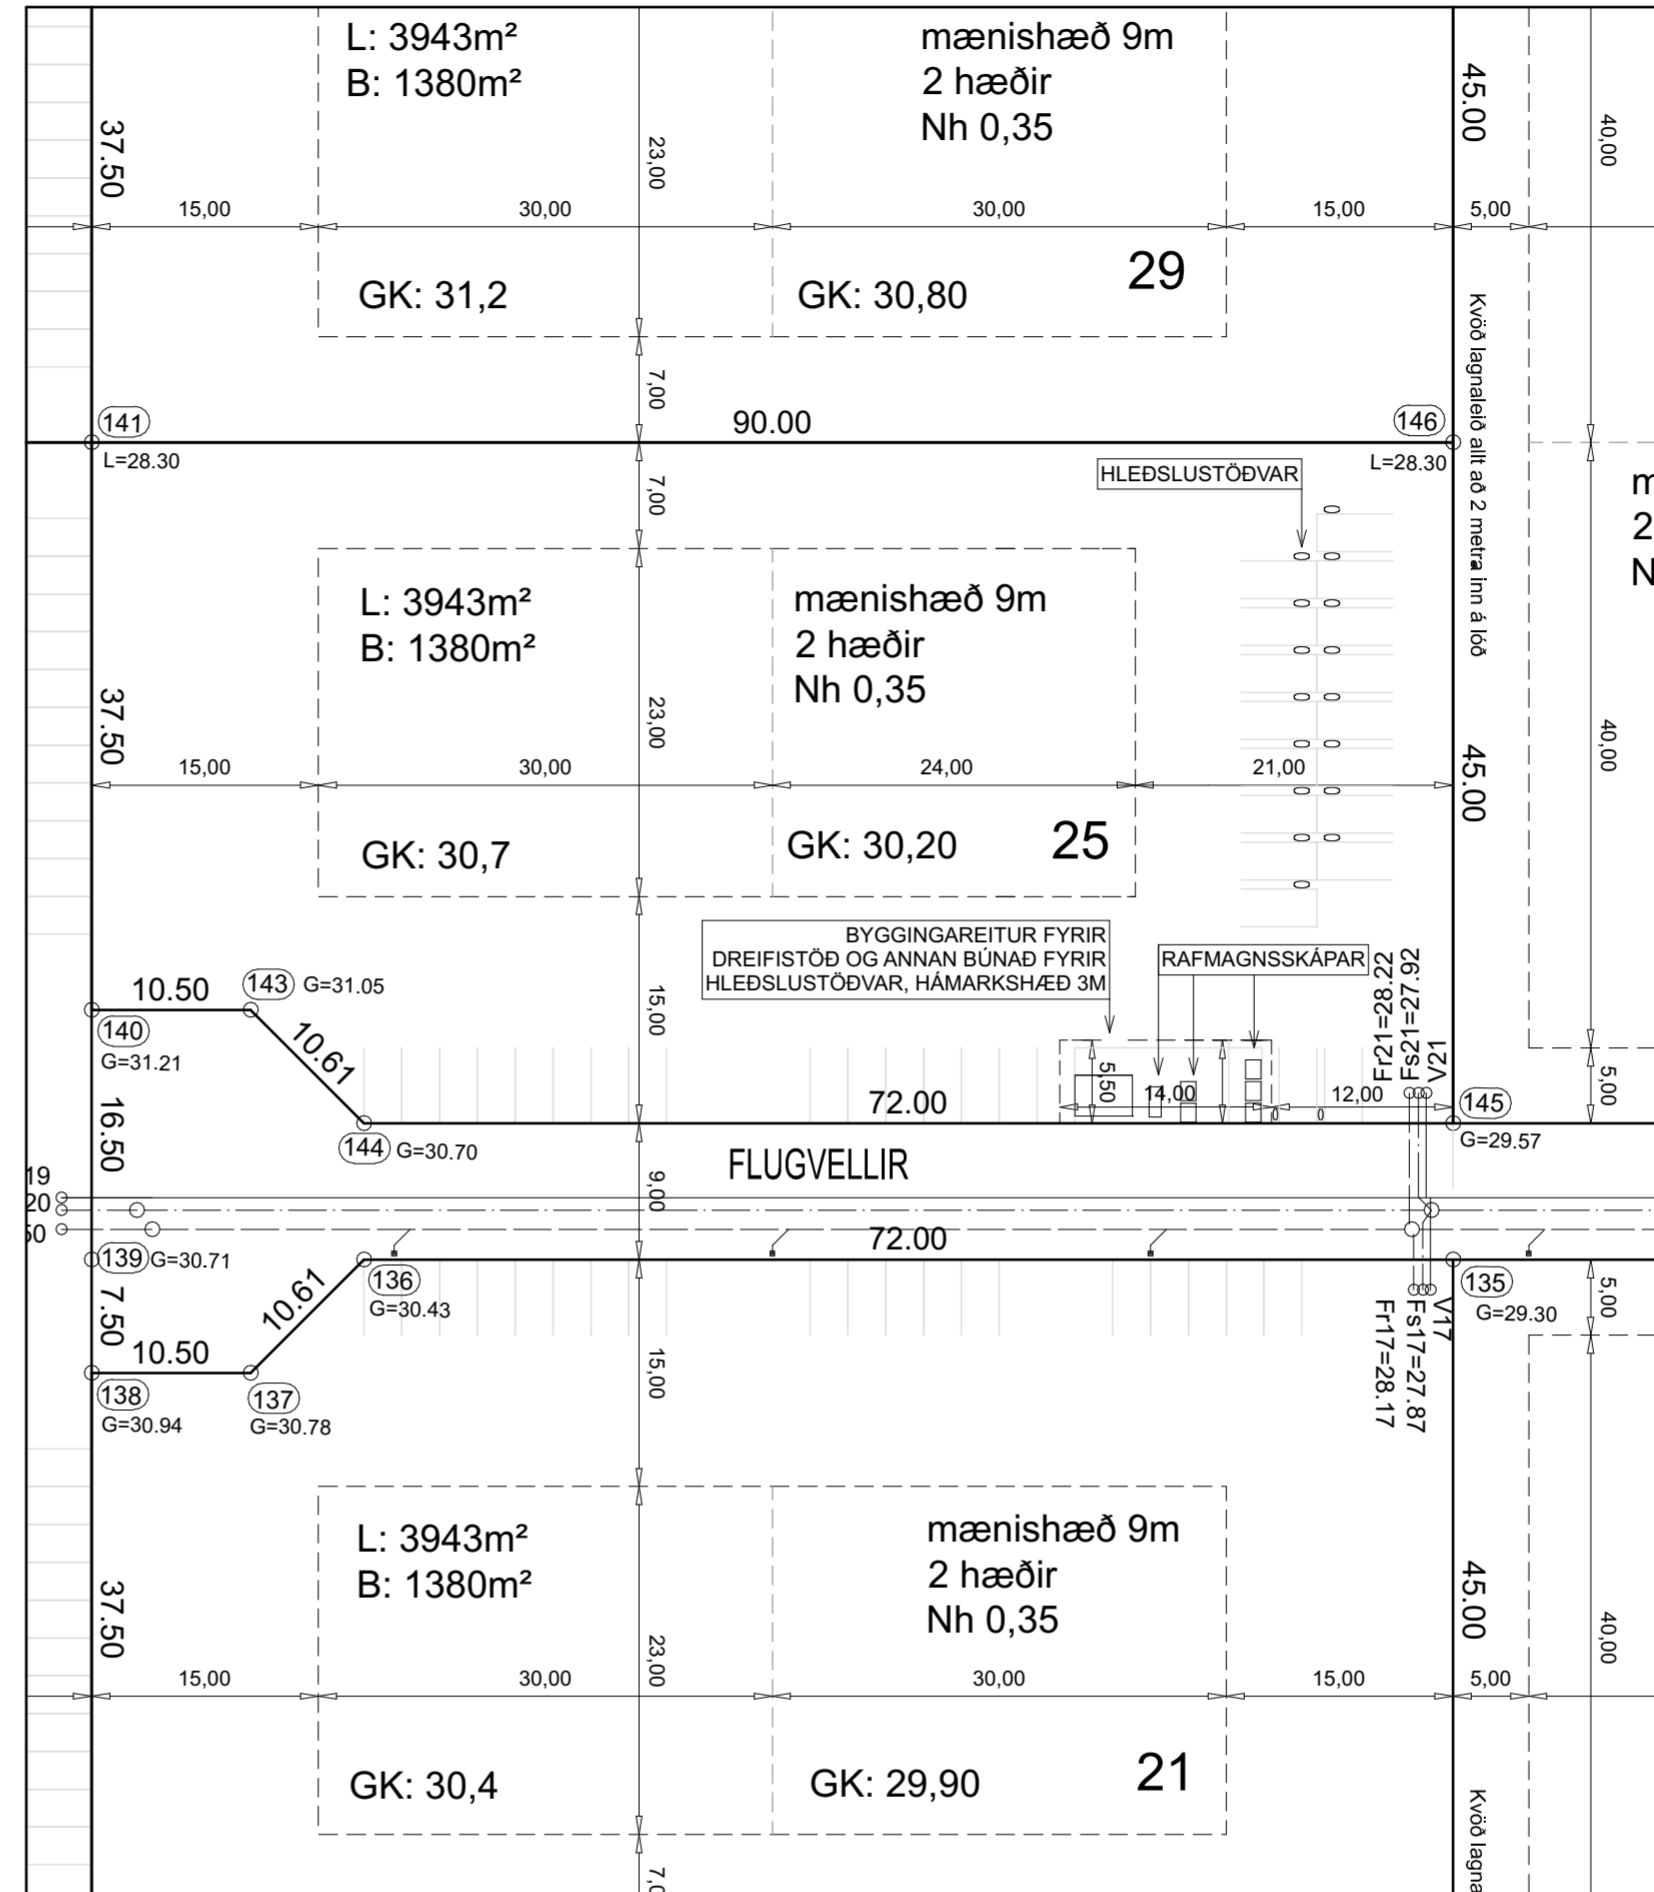 L: 3943m²
B: 1380m²
mænishæð 9m
2 hæðir
Nh 0,35
37.50
23,00
45.00
40,00
15,00
30,00
30,00
15,00
5,00
GK: 31,2
GK: 30,80
29
7,00
141
90.00
146
L=28.30
L=28.30
Kvöð lagnaleið allt að 2 metra inn á lóð
7,00
HLEÐSLUSTÖÐVAR
L: 3943m²
B: 1380m²
mænishæð 9m
2 hæðir
Nh 0,35
37.50
23,00
45.00
40,00
15,00
30,00
24,00
21,00
GK: 30,7
GK: 30,20
25
BYGGINGAREITUR FYRIR
DREIFISTÖÐ OG ANNAN BÚNAÐ FYRIR
HLEÐSLUSTÖÐVAR, HÁMARKSHÆÐ 3M
RAFMAGNSSKÁPAR
Fr21=28.22
Fs21=27.92
V21
10.50
143 G=31.05
140
G=31.21
10.61
15,00
5,50
14,00
12,00
5,00
16.50
72.00
145
G=29.57
144 G=30.70
FLUGVELLIR
9,00
19
20
50
139 G=30.71
72.00
136
G=30.43
135
G=29.30
7.50
10.61
10.50
15,00
5,00
Fr17=28.17
Fs17=27.87
V17
138
G=30.94
137
G=30.78
L: 3943m²
B: 1380m²
mænishæð 9m
2 hæðir
Nh 0,35
37.50
23,00
45.00
40,00
15,00
30,00
30,00
15,00
5,00
GK: 30,4
GK: 29,90
21
Kvöð lagna
7,0
m
2
N